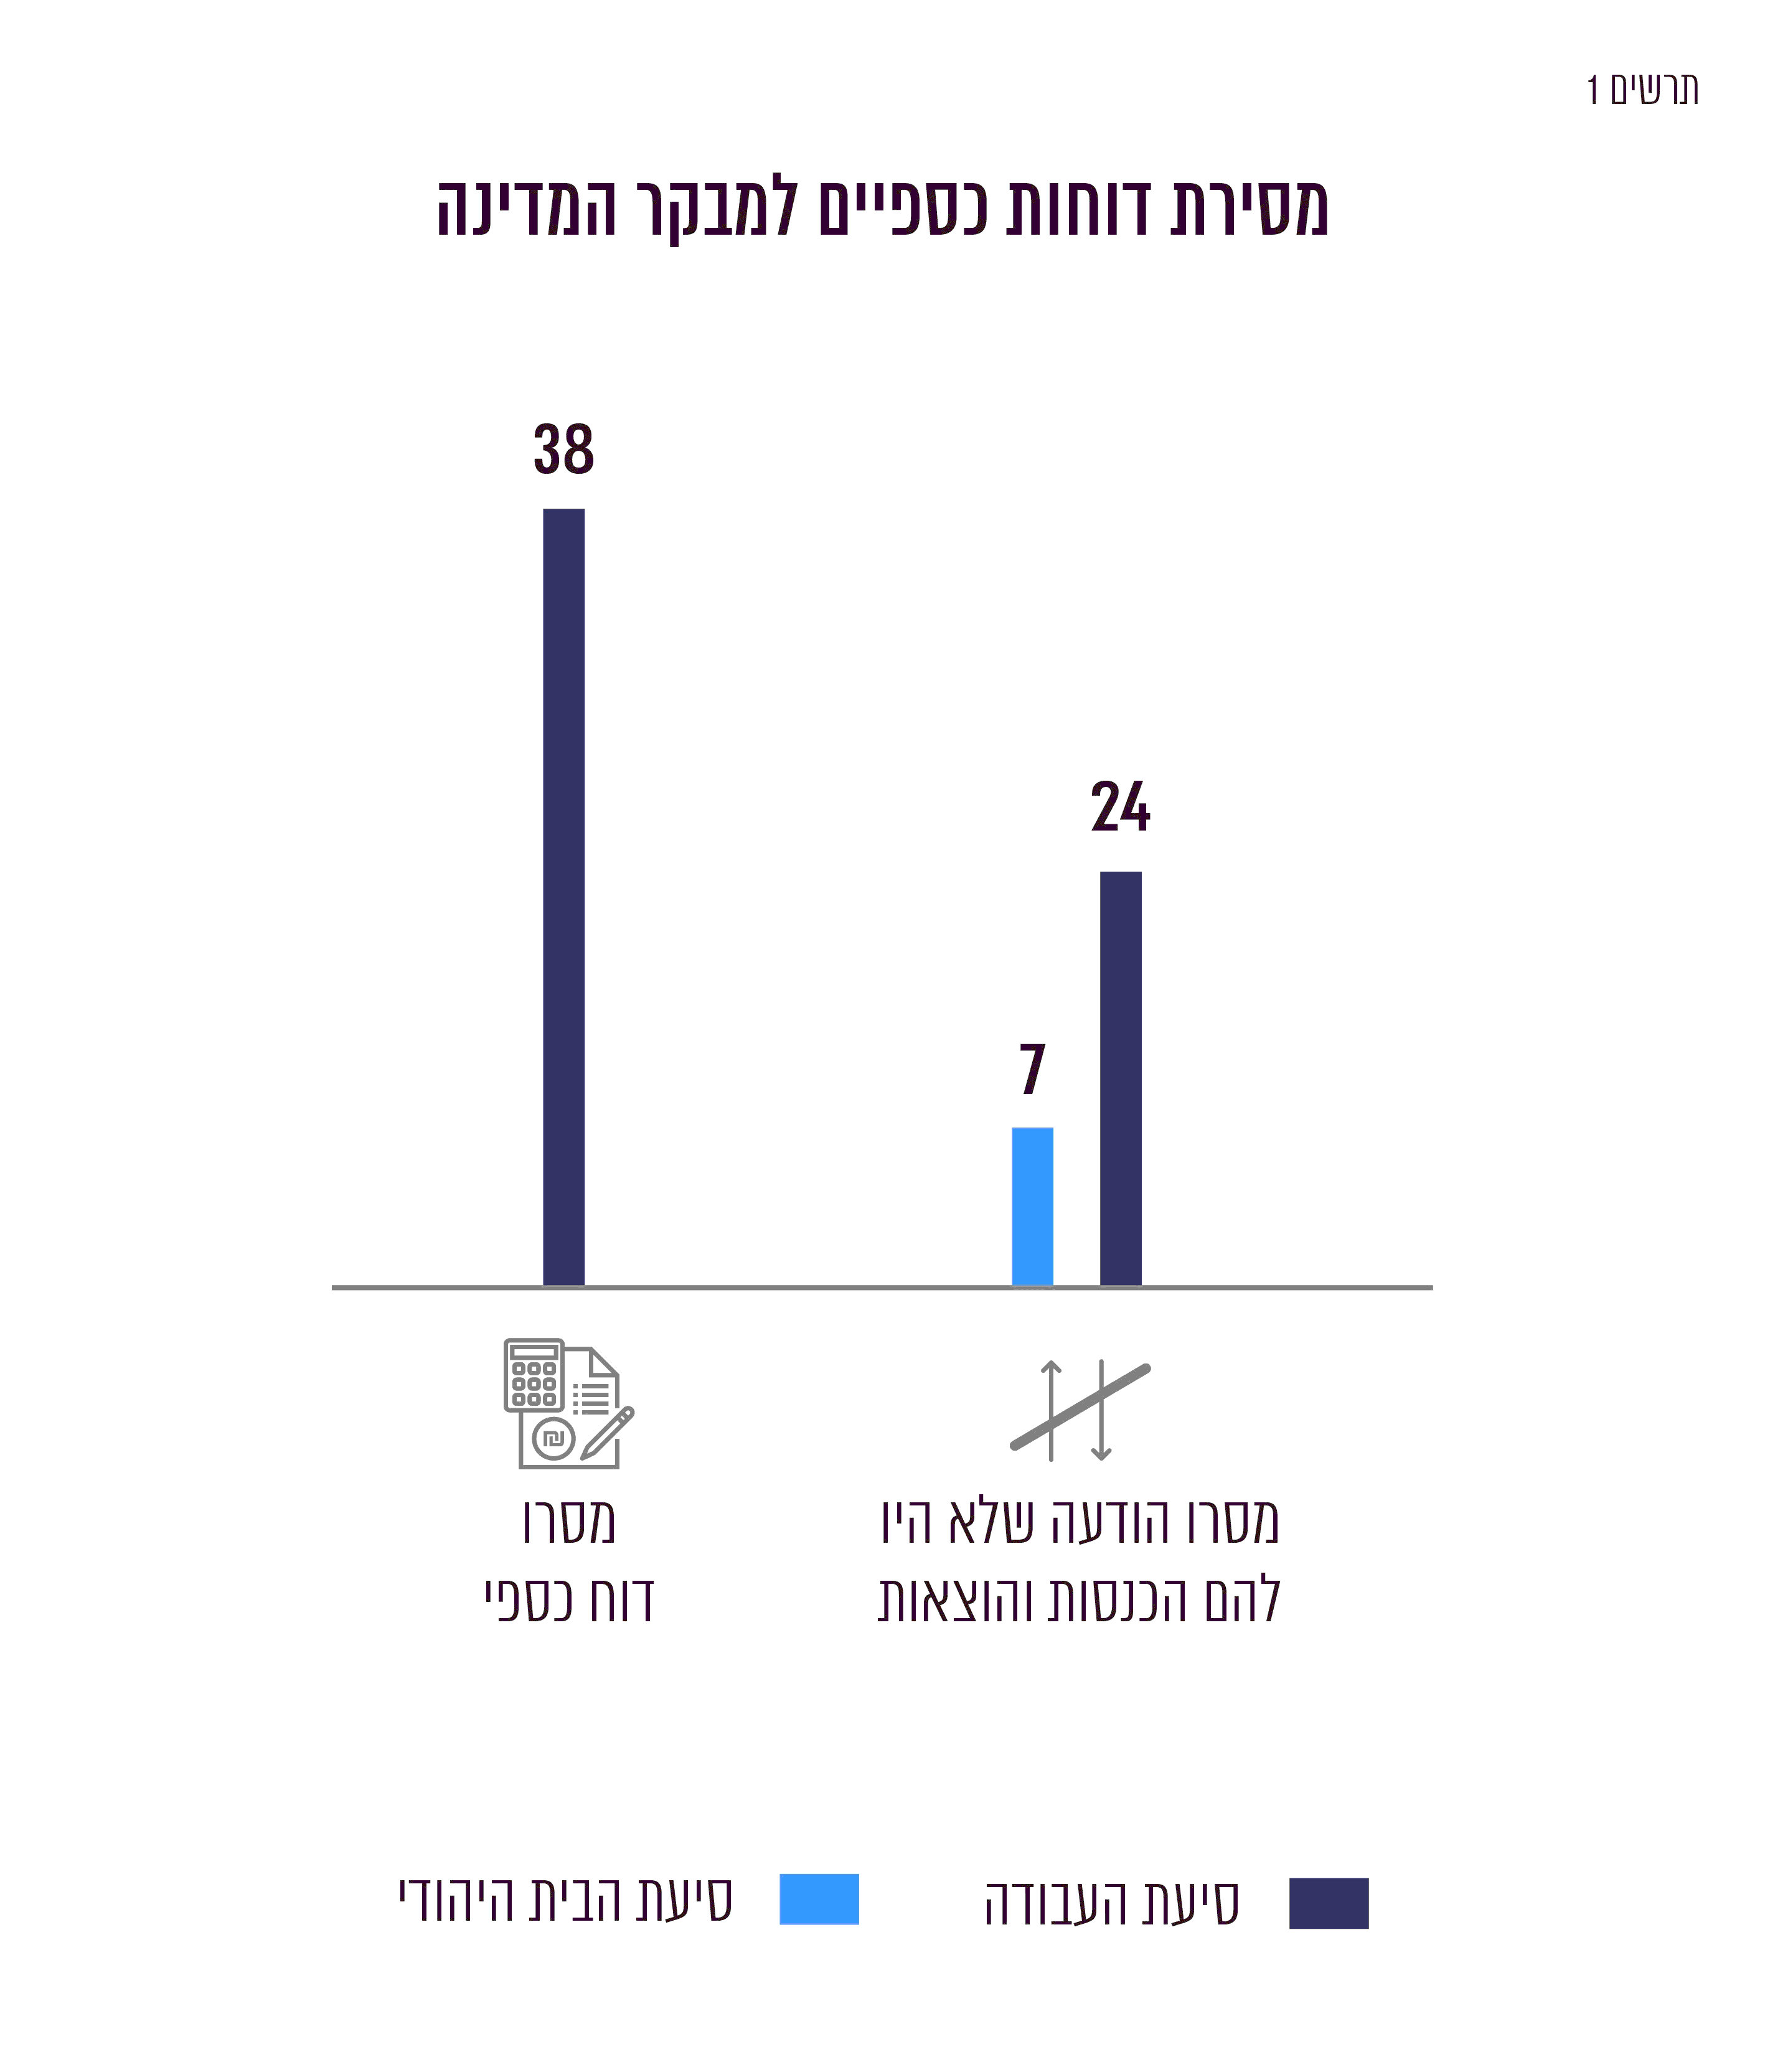 תרשים 1
מסירת דוחות כספיים למבקר המדינה
38
24
7
מסרו הודעה שלא היו
להם הכנסות והוצאות
מסרו
דוח כספי
סיעת העבודה
סיעת הבית היהודי